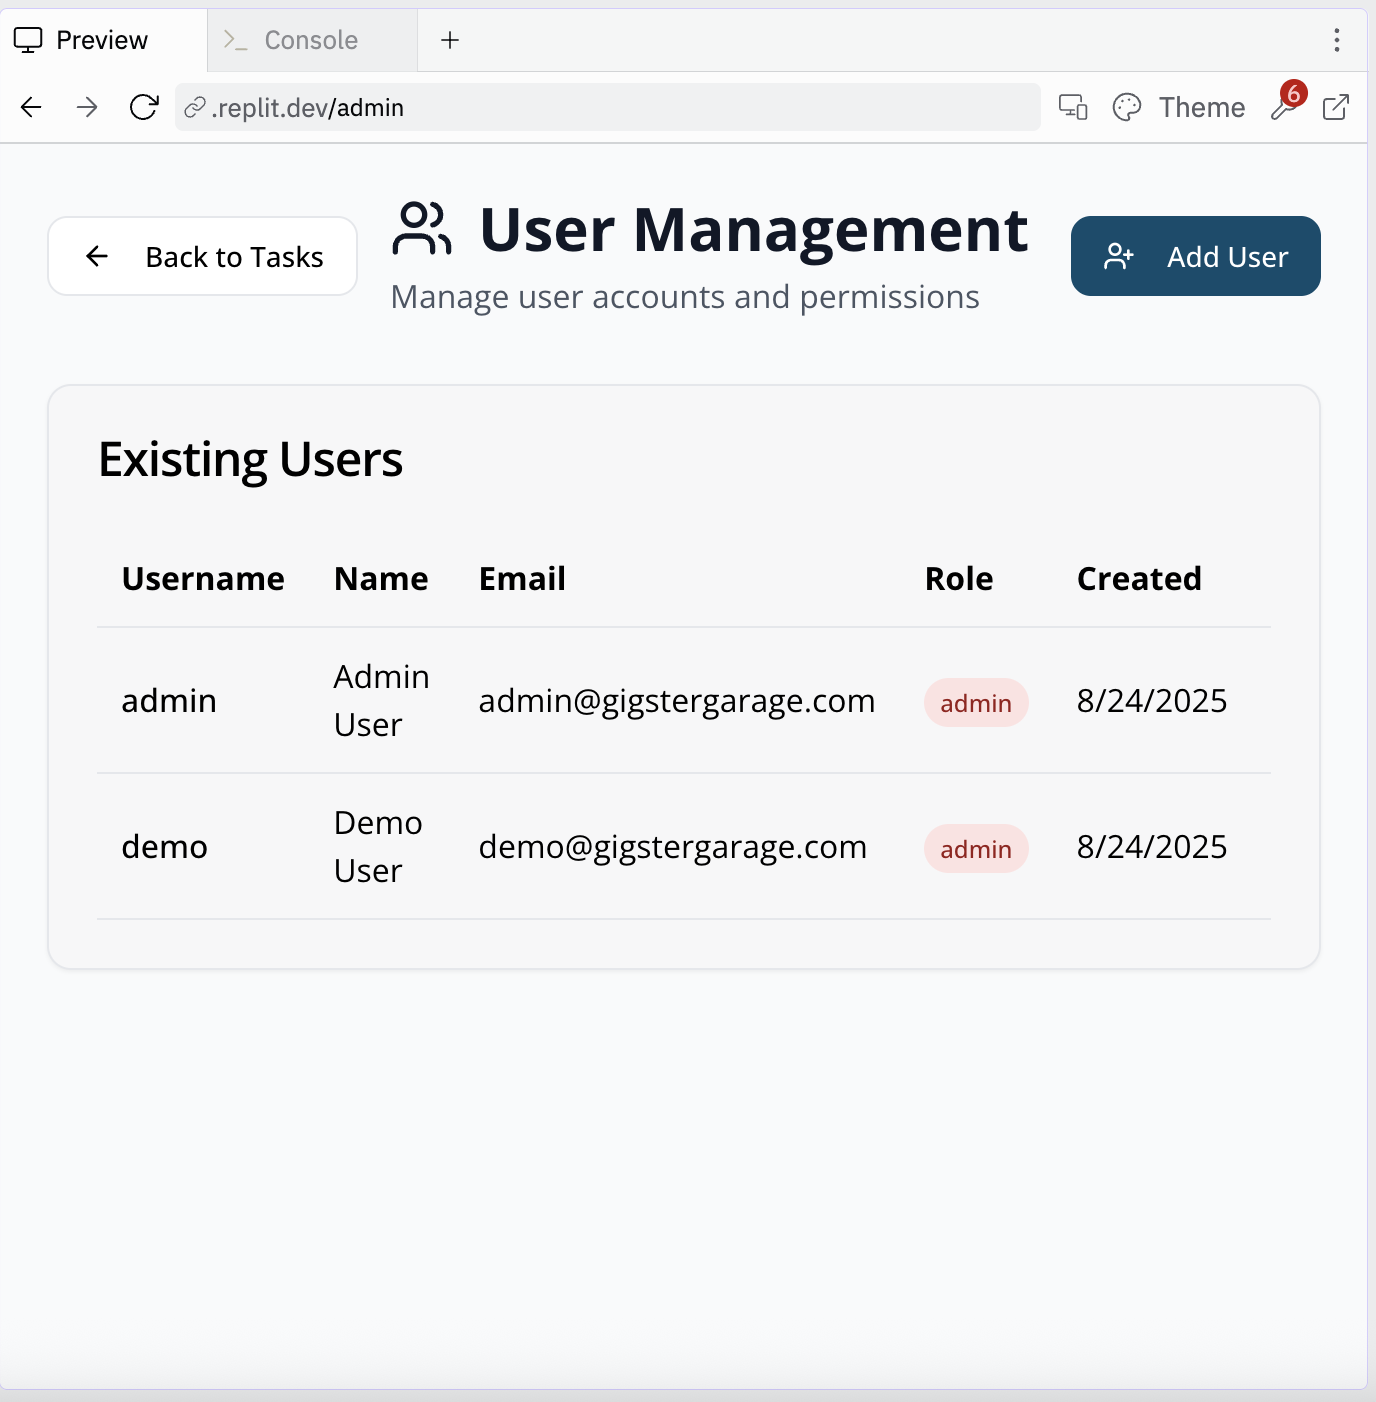 Preview
Console
.replit.dev/admin
Theme
6
Back to Tasks
User Management
Manage user accounts and permissions
Add User
Existing Users
Username Name Email Role Created
admin Admin User admin@gigstergarage.com admin 8/24/2025
demo Demo User demo@gigstergarage.com admin 8/24/2025